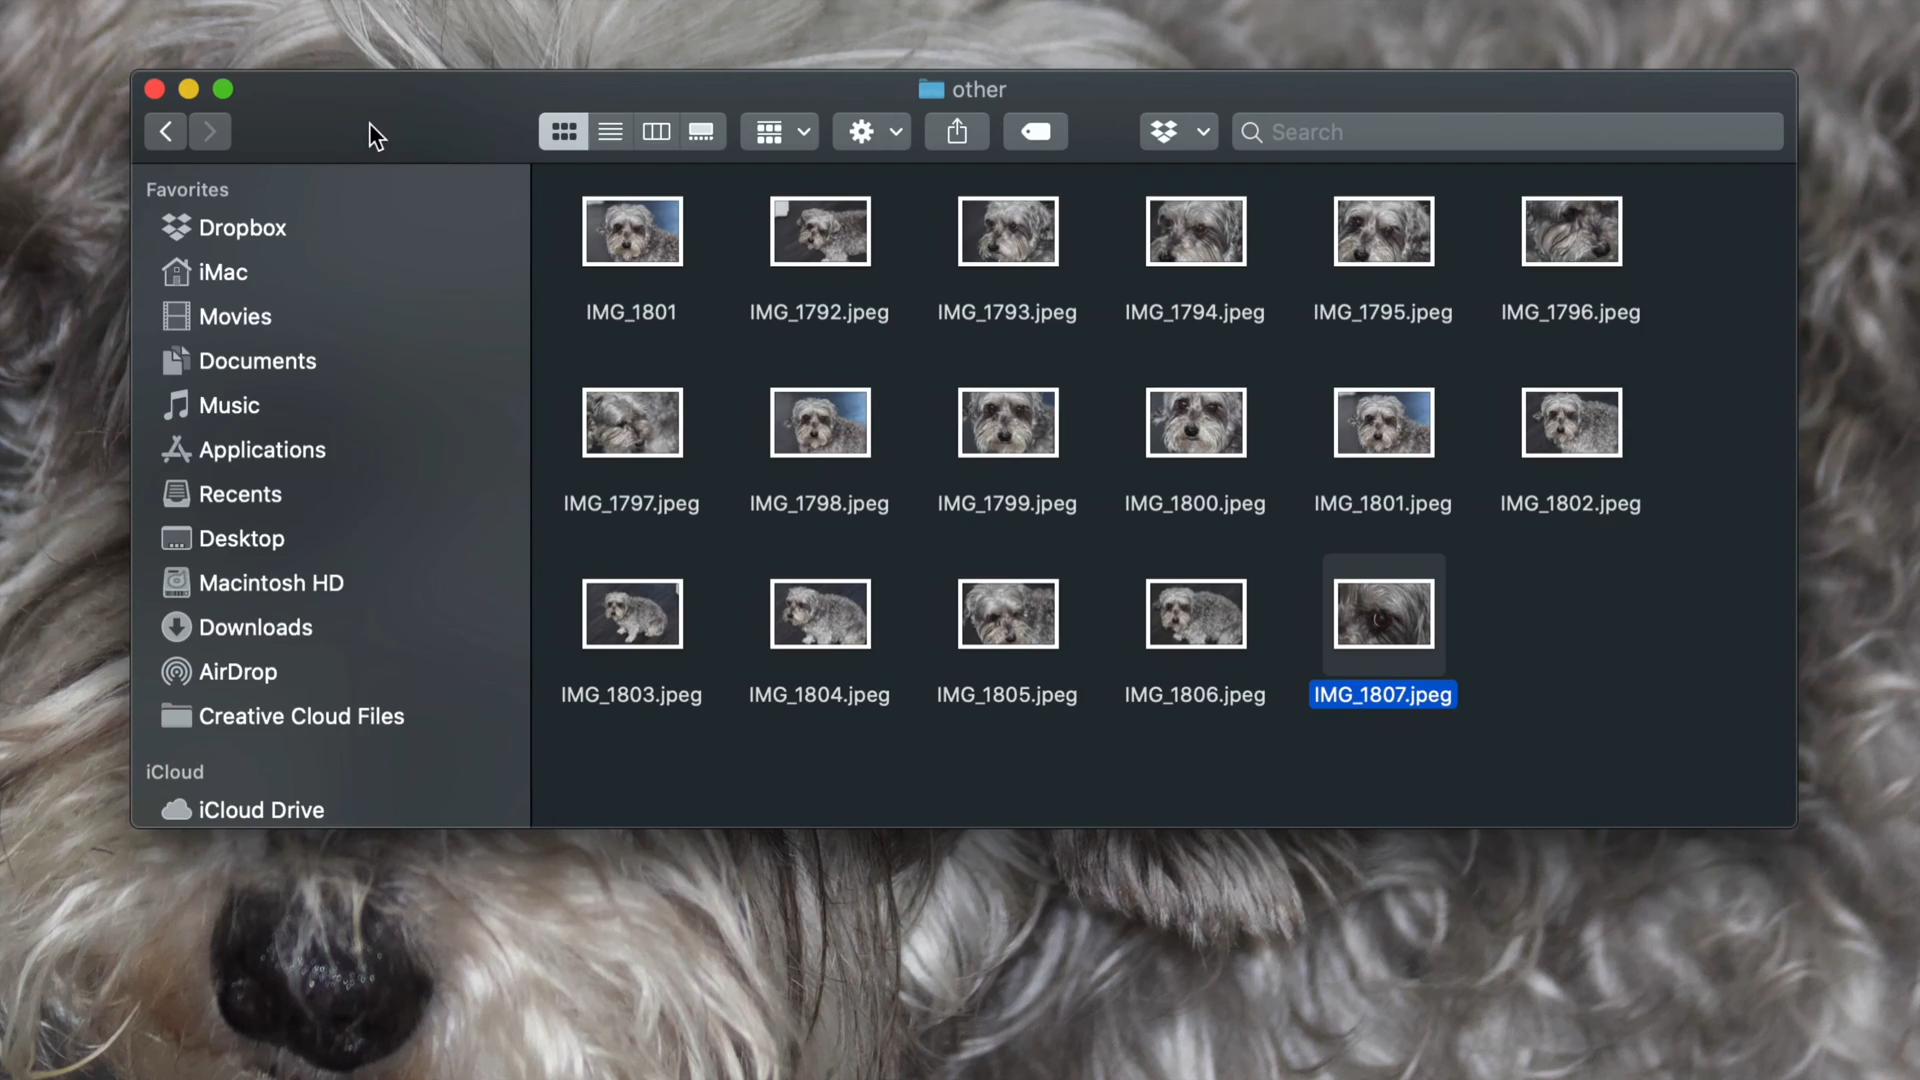 other
Search
Favorites
Dropbox
iMac
Movies
Documents
Music
Applications
Recents
Desktop
Macintosh HD
Downloads
AirDrop
Creative Cloud Files
iCloud
iCloud Drive
IMG_1801 IMG_1792.jpeg IMG_1793.jpeg IMG_1794.jpeg IMG_1795.jpeg IMG_1796.jpeg
IMG_1797.jpeg IMG_1798.jpeg IMG_1799.jpeg IMG_1800.jpeg IMG_1801.jpeg IMG_1802.jpeg
IMG_1803.jpeg IMG_1804.jpeg IMG_1805.jpeg IMG_1806.jpeg IMG_1807.jpeg